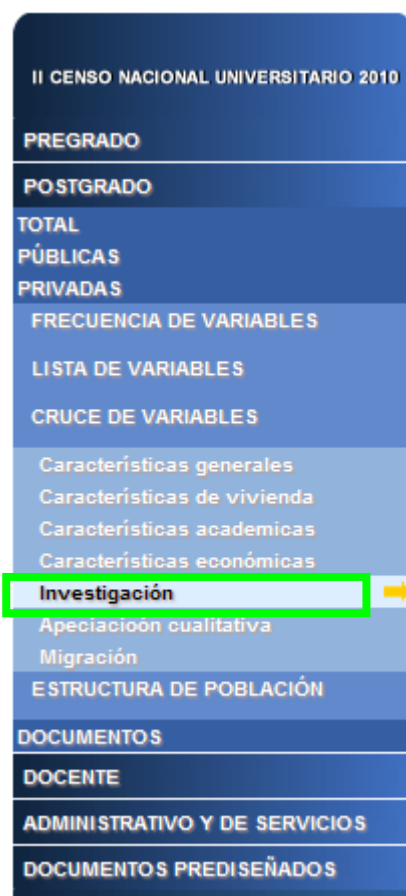 II CENSO NACIONAL UNIVERSITARIO 2010
PREGRADO
POSTGRADO
TOTAL
PÚBLICAS
PRIVADAS
FRECUENCIA DE VARIABLES
LISTA DE VARIABLES
CRUCE DE VARIABLES
Características generales
Características de vivienda
Características academicas
Características económicas
Investigación
Apeciacioón cualitativa
Migración
ESTRUCTURA DE POBLACIÓN
DOCUMENTOS
DOCENTE
ADMINISTRATIVO Y DE SERVICIOS
DOCUMENTOS PREDISEÑADOS